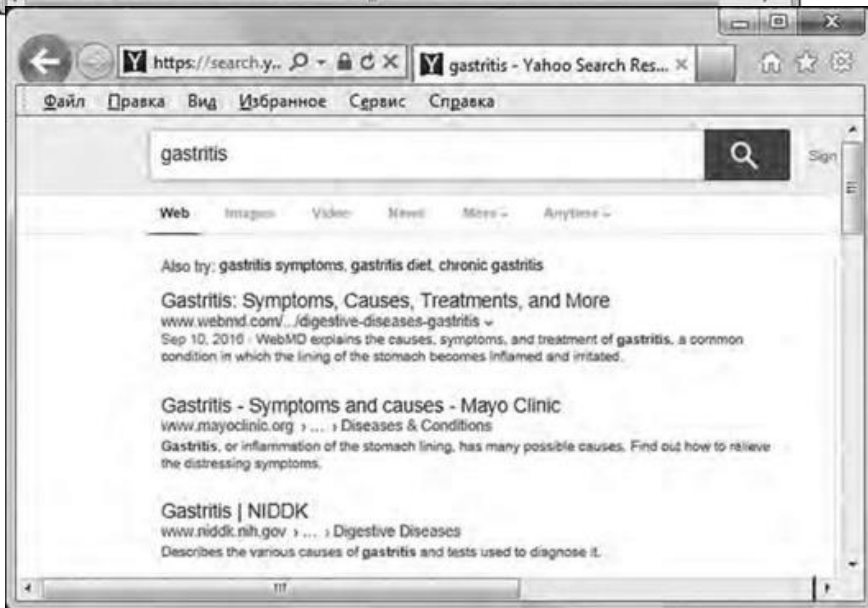 https://search.y..
gastritis - Yahoo Search Res...
Файл Правка Вид Избранное Сервис Справка
gastritis
Sign
Web Images Video News More Anytime
Also try: gastritis symptoms, gastritis diet, chronic gastritis
Gastritis: Symptoms, Causes, Treatments, and More
www.webmd.com/.../digestive-diseases-gastritis
Sep 10, 2016 · WebMD explains the causes, symptoms, and treatment of gastritis, a common
condition in which the lining of the stomach becomes inflamed and irritated.
Gastritis - Symptoms and causes - Mayo Clinic
www.mayoclinic.org › ... › Diseases & Conditions
Gastritis, or inflammation of the stomach lining, has many possible causes. Find out how to relieve
the distressing symptoms.
Gastritis | NIDDK
www.niddk.nih.gov › ... › Digestive Diseases
Describes the various causes of gastritis and tests used to diagnose it.